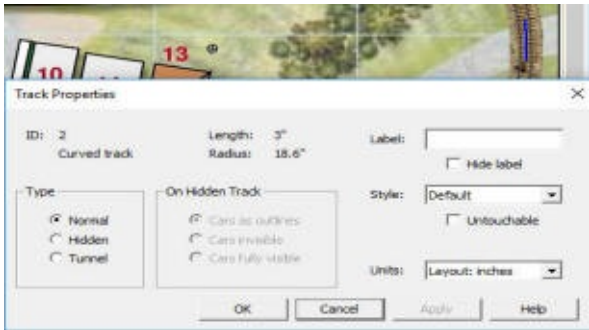 13
10
Track Properties
ID: 2 Length: 3" Label:
Curved track Radius: 18.6"
Hide label
Type On Hidden Track Style: Default
Normal Cars as outlines Untouchable
Hidden Cars invisible
Tunnel Cars fully visible
Units: Layout: inches
OK Cancel Apply Help